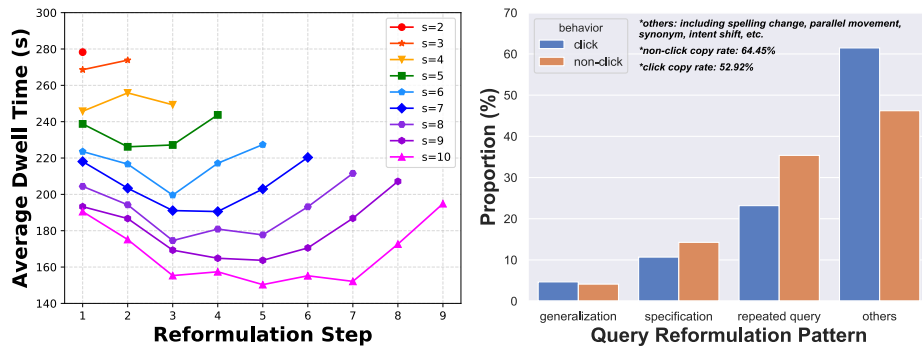 Average Dwell Time (s)
300
280
260
240
220
200
180
160
140
s=2
s=3
s=4
s=5
s=6
s=7
s=8
s=9
s=10
1 2 3 4 5 6 7 8 9
Reformulation Step
Proportion (%)
70
60
50
40
30
20
10
0
behavior
click
non-click
*others: including spelling change, parallel movement,
synonym, intent shift, etc.
*non-click copy rate: 64.45%
*click copy rate: 52.92%
generalization specification repeated query others
Query Reformulation Pattern